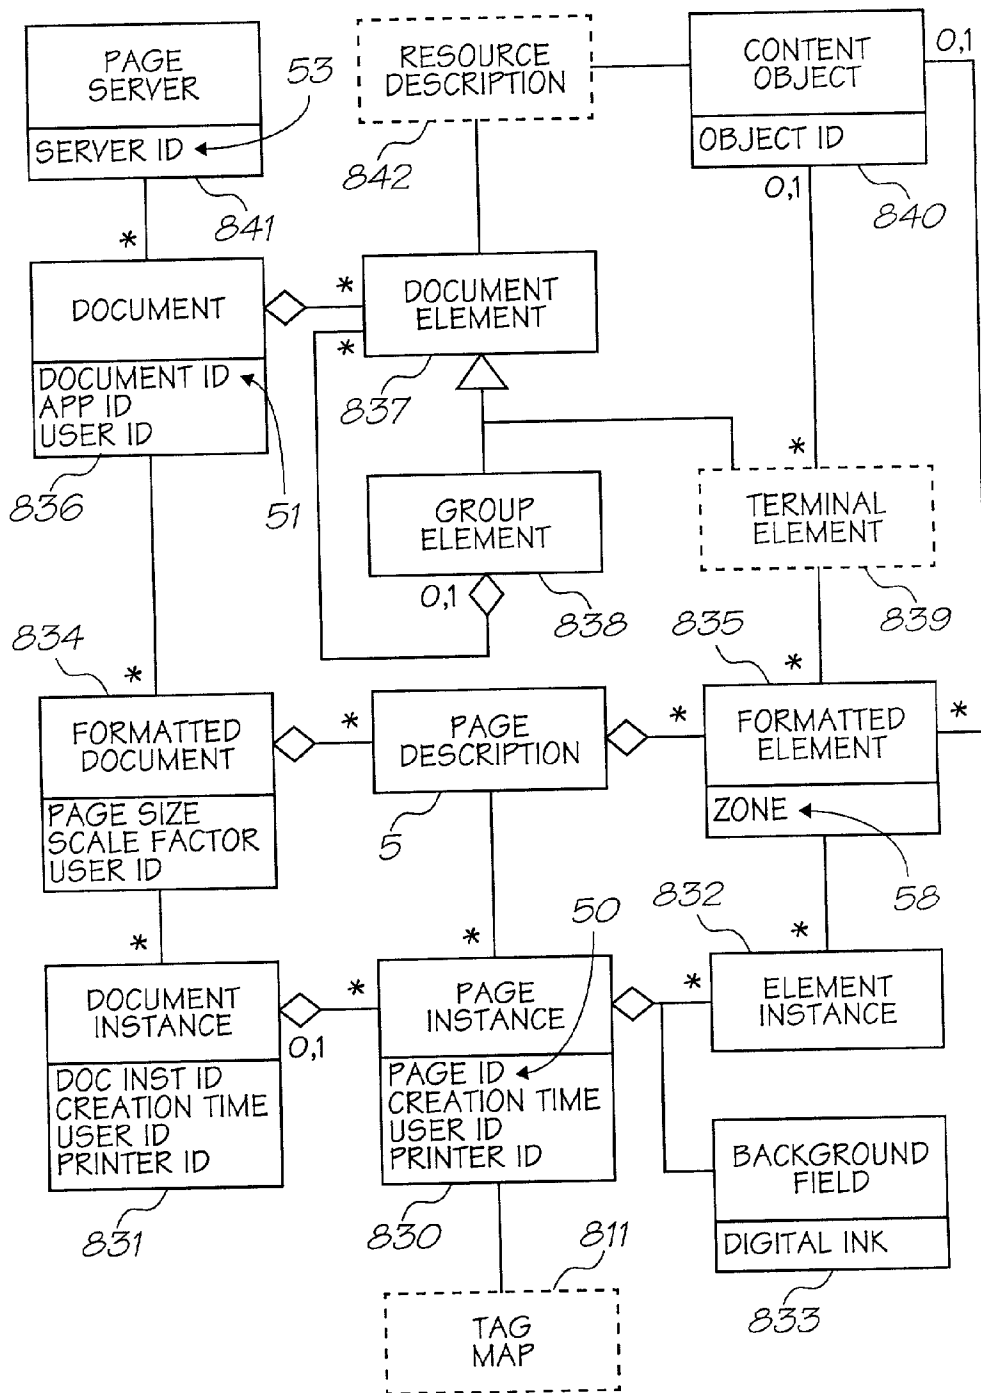 PAGE
SERVER
53
SERVER ID
841
RESOURCE
DESCRIPTION
842
CONTENT
OBJECT
0,1
OBJECT ID
0,1
840
*
DOCUMENT
*
DOCUMENT ID
APP ID
USER ID
836
51
DOCUMENT
ELEMENT
*
837
GROUP
ELEMENT
0,1
838
*
TERMINAL
ELEMENT
839
834
*
FORMATTED
DOCUMENT
*
PAGE SIZE
SCALE FACTOR
USER ID
PAGE
DESCRIPTION
*
5
835
*
FORMATTED
ELEMENT
*
ZONE
58
*
DOCUMENT
INSTANCE
0,1
*
DOC INST ID
CREATION TIME
USER ID
PRINTER ID
831
*
50
PAGE
INSTANCE
*
PAGE ID
CREATION TIME
USER ID
PRINTER ID
830
832
*
ELEMENT
INSTANCE
BACKGROUND
FIELD
DIGITAL INK
833
811
TAG
MAP